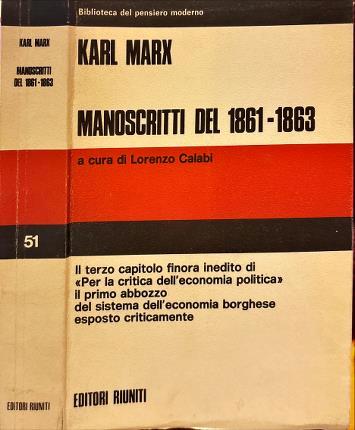 KARL MARX
MANOSCRITTI
DEL 1861-1863
51
EDITORI RIUNITI
Biblioteca del pensiero moderno
KARL MARX
MANOSCRITTI DEL 1861-1863
a cura di Lorenzo Calabi
Il terzo capitolo finora inedito di
«Per la critica dell'economia politica»
il primo abbozzo
del sistema dell'economia borghese
esposto criticamente
EDITORI RIUNITI